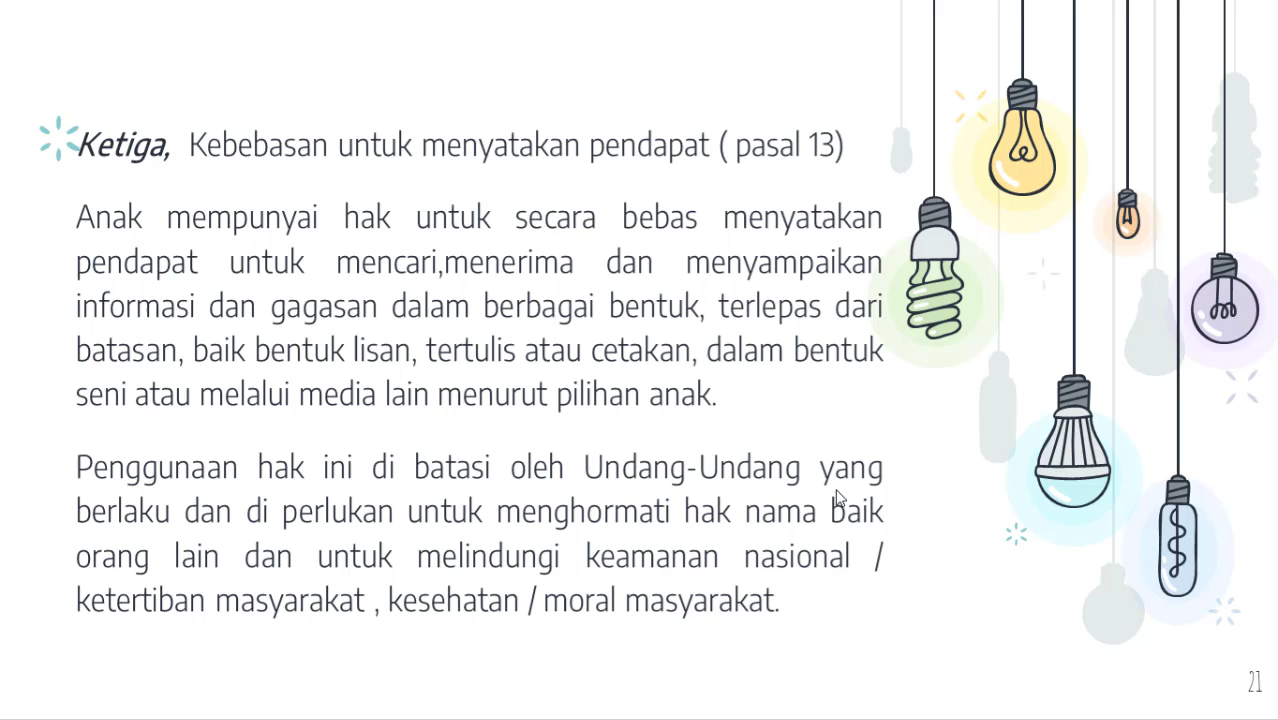 Ketiga, Kebebasan untuk menyatakan pendapat ( pasal 13)
Anak mempunyai hak untuk secara bebas menyatakan
pendapat untuk mencari,menerima dan menyampaikan
informasi dan gagasan dalam berbagai bentuk, terlepas dari
batasan, baik bentuk lisan, tertulis atau cetakan, dalam bentuk
seni atau melalui media lain menurut pilihan anak.
Penggunaan hak ini di batasi oleh Undang-Undang yang
berlaku dan di perlukan untuk menghormati hak nama baik
orang lain dan untuk melindungi keamanan nasional /
ketertiban masyarakat , kesehatan / moral masyarakat.
21